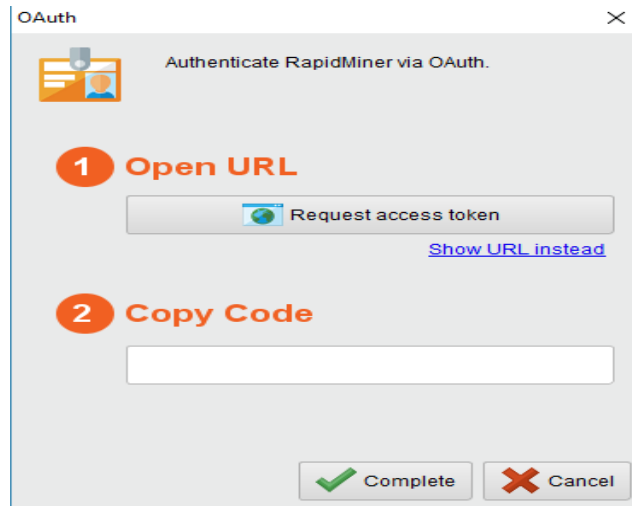 OAuth
Authenticate RapidMiner via OAuth.
1 Open URL
Request access token
Show URL instead
2 Copy Code
Complete Cancel